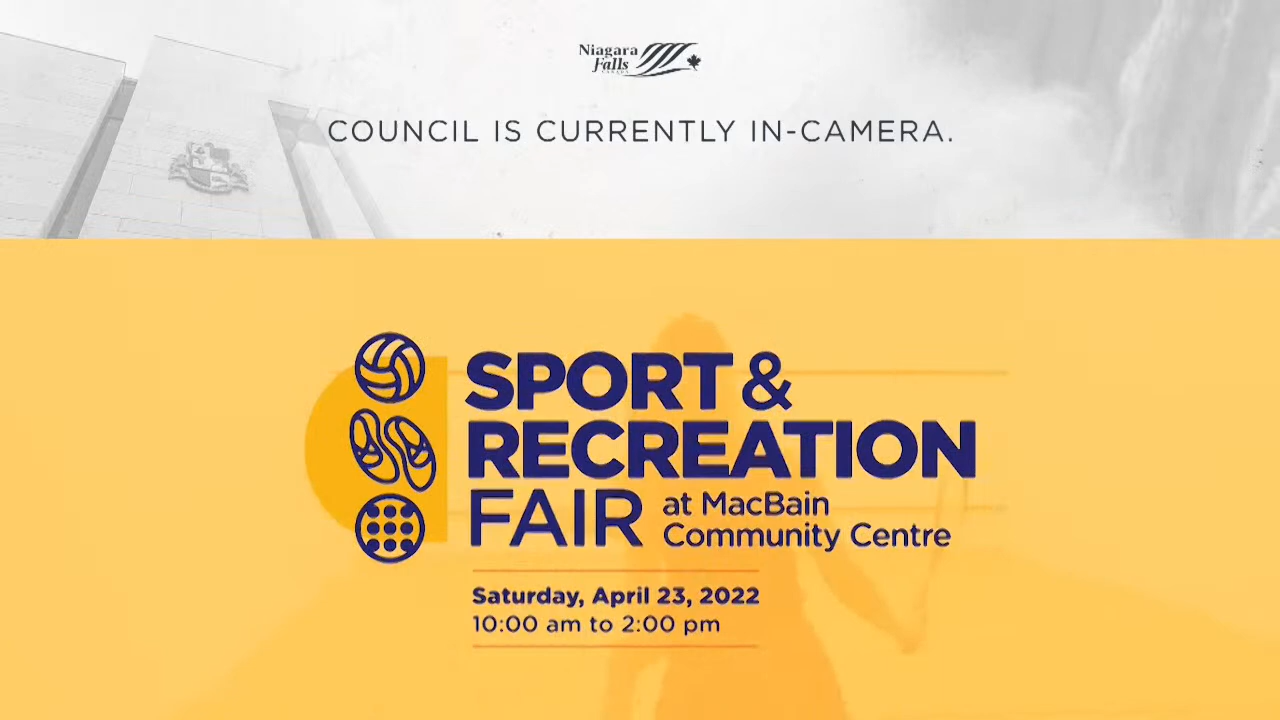 Niagara
Falls
CANADA
COUNCIL IS CURRENTLY IN-CAMERA.
SPORT &
RECREATION
FAIR at MacBain
Community Centre
Saturday, April 23, 2022
10:00 am to 2:00 pm